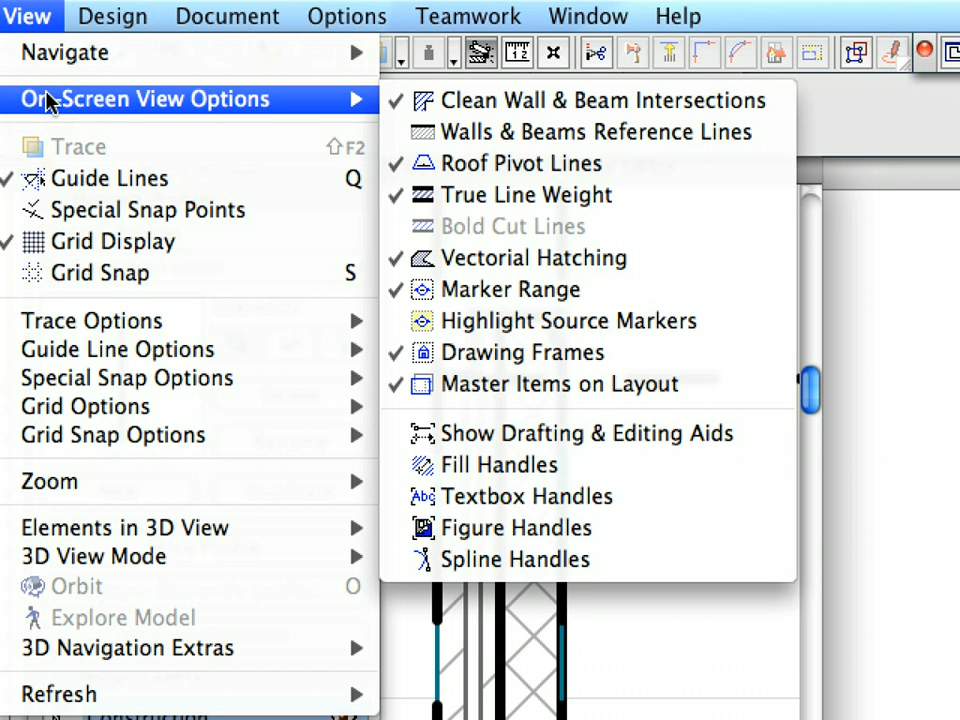 View Design Document Options Teamwork Window Help
Navigate
On-Screen View Options
Trace ⇧F2
Guide Lines Q
Special Snap Points
Grid Display
Grid Snap S
Trace Options
Guide Line Options
Special Snap Options
Grid Options
Grid Snap Options
Zoom
Elements in 3D View
3D View Mode
Orbit O
Explore Model
3D Navigation Extras
Refresh
Clean Wall & Beam Intersections
Walls & Beams Reference Lines
Roof Pivot Lines
True Line Weight
Bold Cut Lines
Vectorial Hatching
Marker Range
Highlight Source Markers
Drawing Frames
Master Items on Layout
Show Drafting & Editing Aids
Fill Handles
Abc Textbox Handles
Figure Handles
Spline Handles